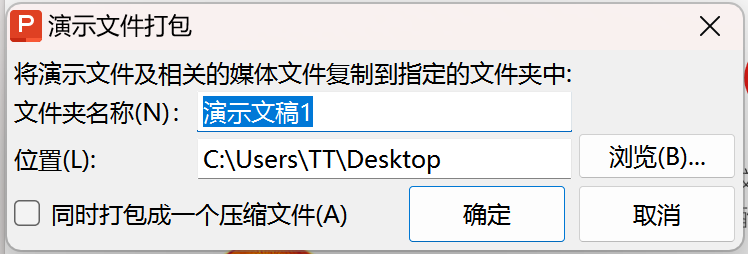 P 演示文件打包
将演示文件及相关的媒体文件复制到指定的文件夹中:
文件夹名称(N): 演示文稿1
位置(L): C:\Users\TT\Desktop 浏览(B)...
同时打包成一个压缩文件(A) 确定 取消